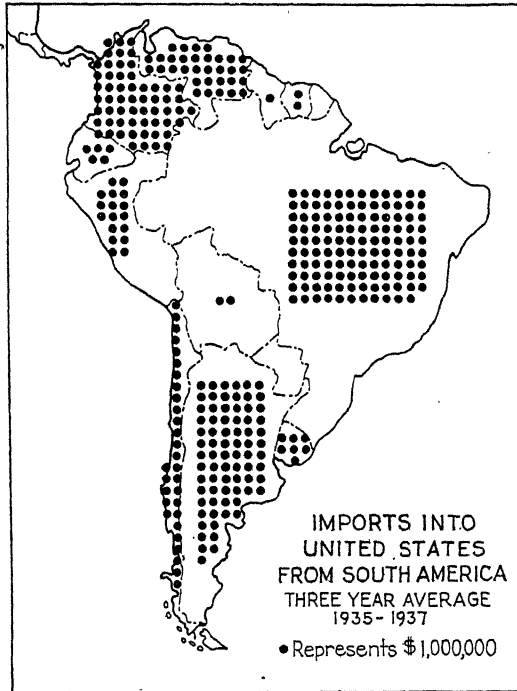 IMPORTS INTO
UNITED STATES
FROM SOUTH AMERICA
THREE YEAR AVERAGE
1935-1937
• Represents $1,000,000